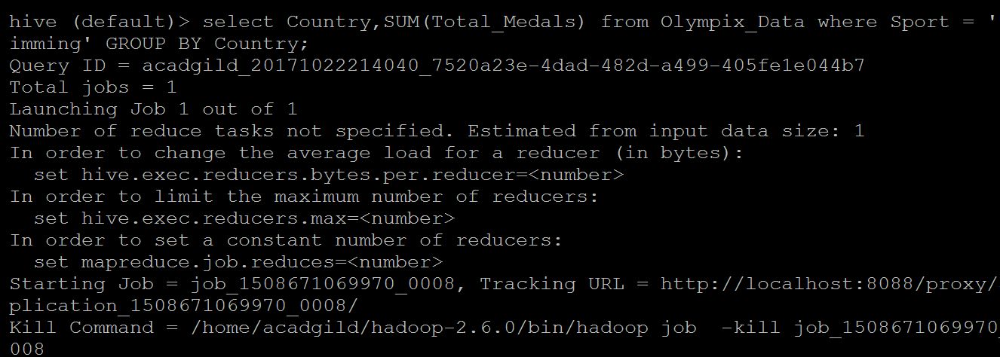 hive (default)> select Country,SUM(Total_Medals) from Olympix_Data where Sport = '
imming' GROUP BY Country;
Query ID = acadgild_20171022214040_7520a23e-4dad-482d-a499-405fe1e044b7
Total jobs = 1
Launching Job 1 out of 1
Number of reduce tasks not specified. Estimated from input data size: 1
In order to change the average load for a reducer (in bytes):
  set hive.exec.reducers.bytes.per.reducer=<number>
In order to limit the maximum number of reducers:
  set hive.exec.reducers.max=<number>
In order to set a constant number of reducers:
  set mapreduce.job.reduces=<number>
Starting Job = job_1508671069970_0008, Tracking URL = http://localhost:8088/proxy/
plication_1508671069970_0008/
Kill Command = /home/acadgild/hadoop-2.6.0/bin/hadoop job  -kill job_1508671069970_
008